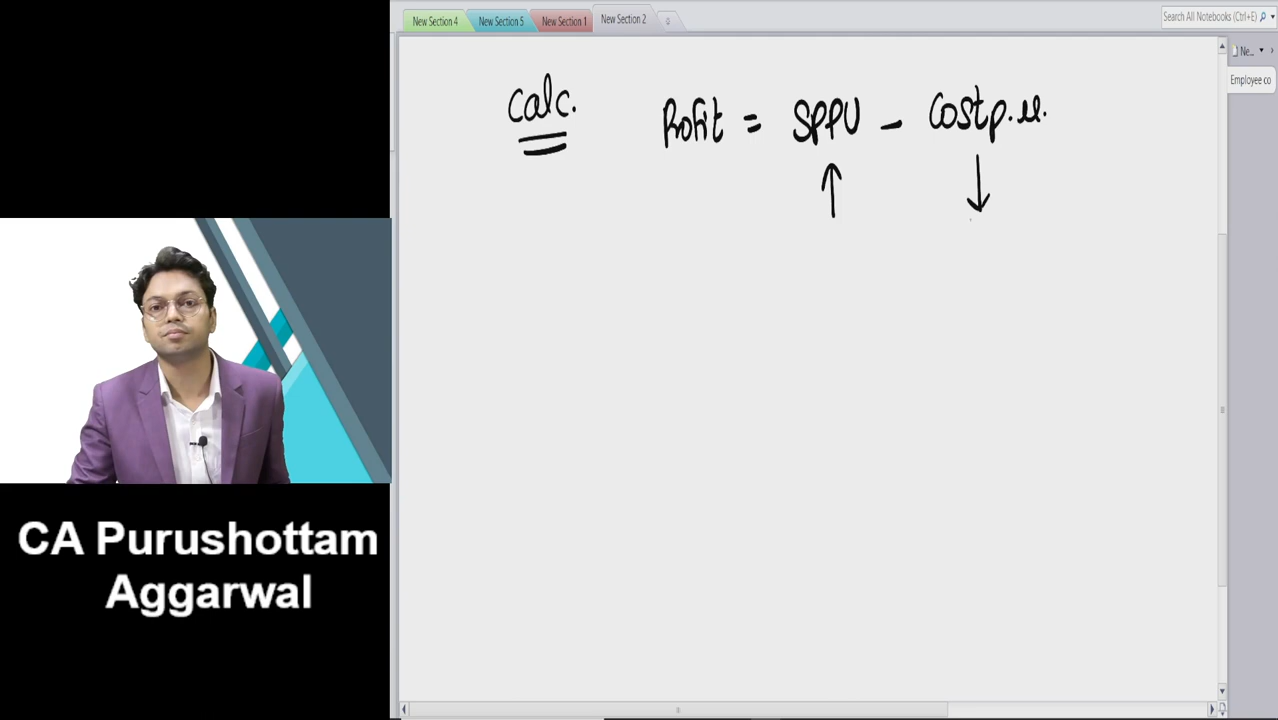 New Section 4 New Section 5 New Section 1 New Section 2
Search All Notebooks (Ctrl+E)
Ne...
Employee co
Calc. Profit = SPPU - Cost p.u.
CA Purushottam
Aggarwal